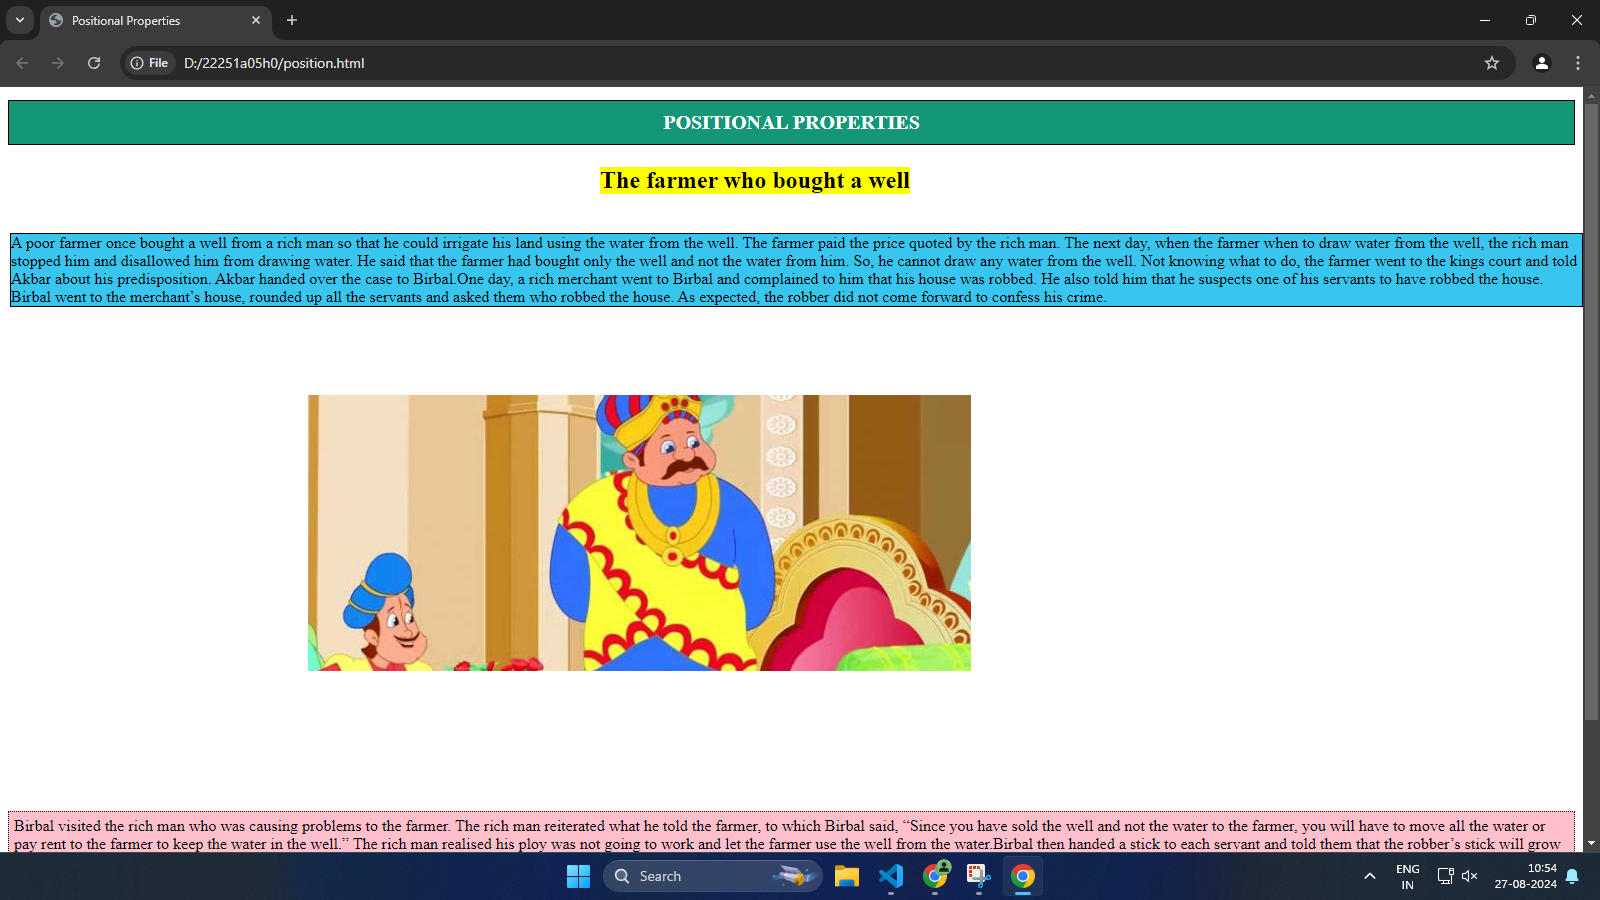 Positional Properties
File
D:/22251a05h0/position.html
POSITIONAL PROPERTIES
The farmer who bought a well
A poor farmer once bought a well from a rich man so that he could irrigate his land using the water from the well. The farmer paid the price quoted by the rich man. The next day, when the farmer when to draw water from the well, the rich man
stopped him and disallowed him from drawing water. He said that the farmer had bought only the well and not the water from him. So, he cannot draw any water from the well. Not knowing what to do, the farmer went to the kings court and told
Akbar about his predisposition. Akbar handed over the case to Birbal.One day, a rich merchant went to Birbal and complained to him that his house was robbed. He also told him that he suspects one of his servants to have robbed the house.
Birbal went to the merchant’s house, rounded up all the servants and asked them who robbed the house. As expected, the robber did not come forward to confess his crime.
Birbal visited the rich man who was causing problems to the farmer. The rich man reiterated what he told the farmer, to which Birbal said, “Since you have sold the well and not the water to the farmer, you will have to move all the water or
pay rent to the farmer to keep the water in the well.” The rich man realised his ploy was not going to work and let the farmer use the well from the water.Birbal then handed a stick to each servant and told them that the robber’s stick will grow
Search
ENG
IN
10:54
27-08-2024